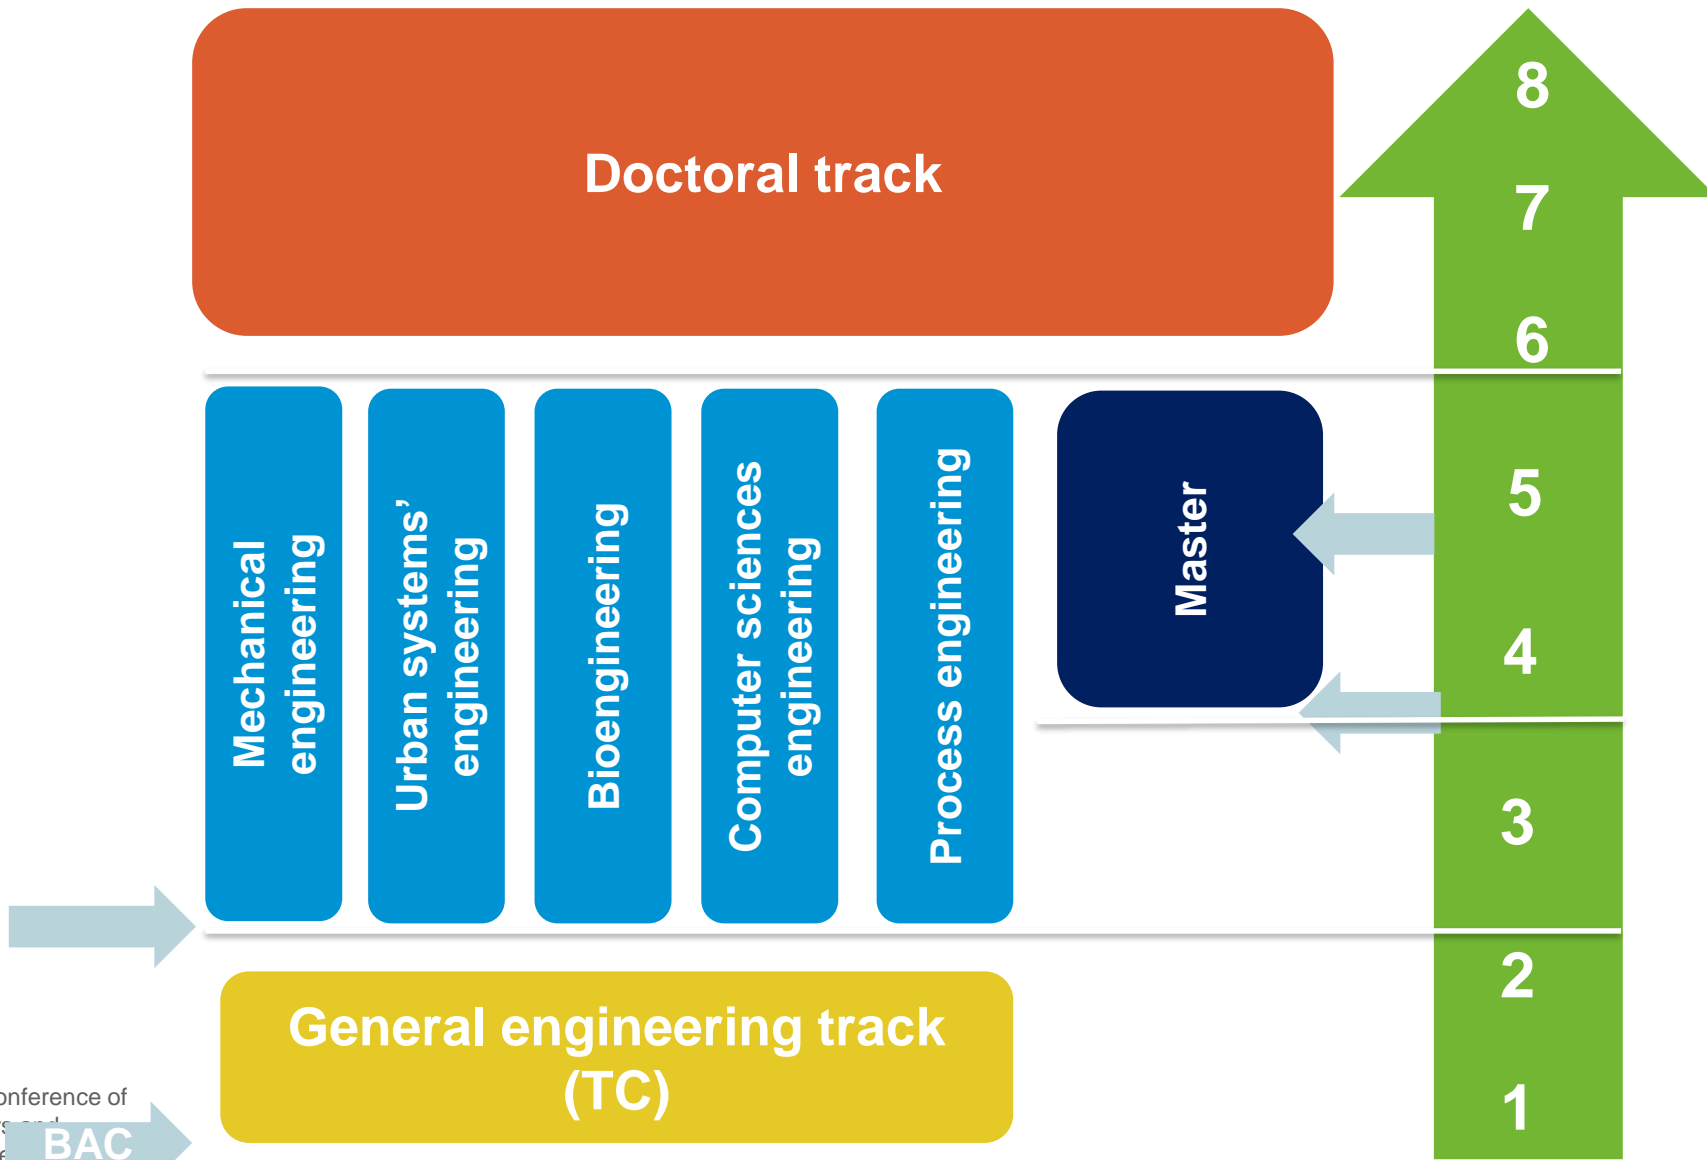 Doctoral track
8
7
6
5
4
3
2
1
Mechanical
engineering
Urban systems’
engineering
Bioengineering
Computer sciences
engineering
Process engineering
Master
General engineering track
(TC)
of
BAC